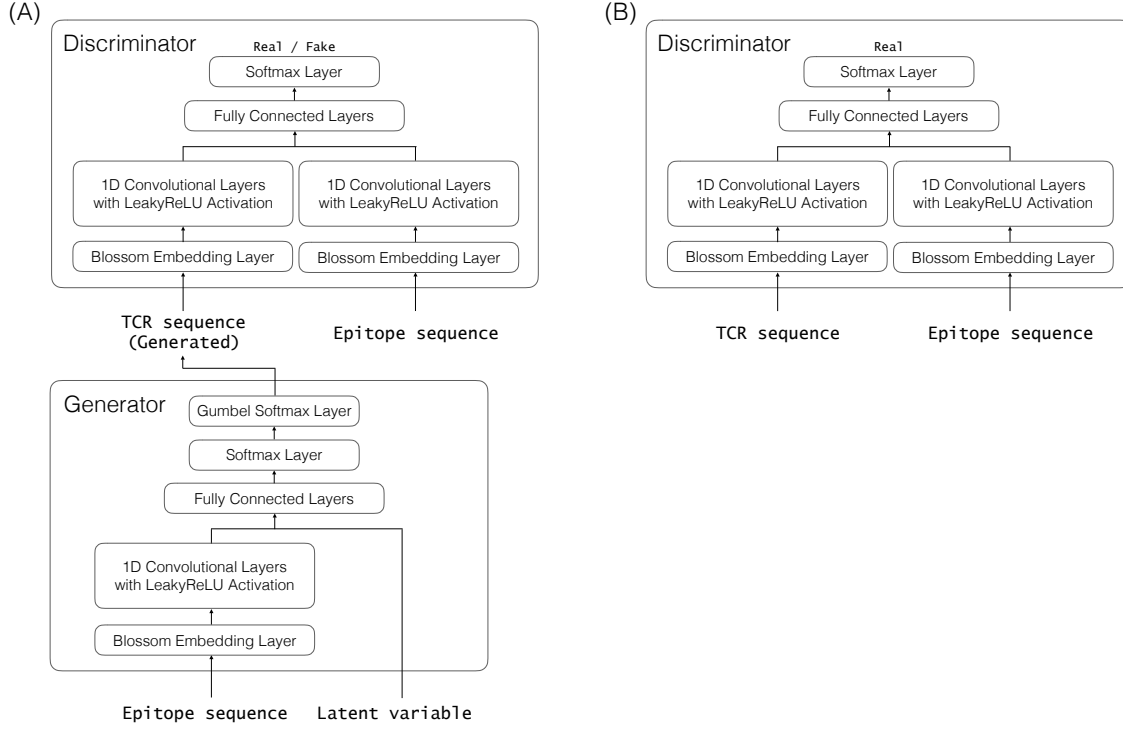 (A)
Discriminator
Real / Fake
Softmax Layer
Fully Connected Layers
1D Convolutional Layers
with LeakyReLU Activation
1D Convolutional Layers
with LeakyReLU Activation
Blossom Embedding Layer
Blossom Embedding Layer
TCR sequence
(Generated)
Epitope sequence
Generator
Gumbel Softmax Layer
Softmax Layer
Fully Connected Layers
1D Convolutional Layers
with LeakyReLU Activation
Blossom Embedding Layer
Epitope sequence
Latent variable
(B)
Discriminator
Real
Softmax Layer
Fully Connected Layers
1D Convolutional Layers
with LeakyReLU Activation
1D Convolutional Layers
with LeakyReLU Activation
Blossom Embedding Layer
Blossom Embedding Layer
TCR sequence
Epitope sequence